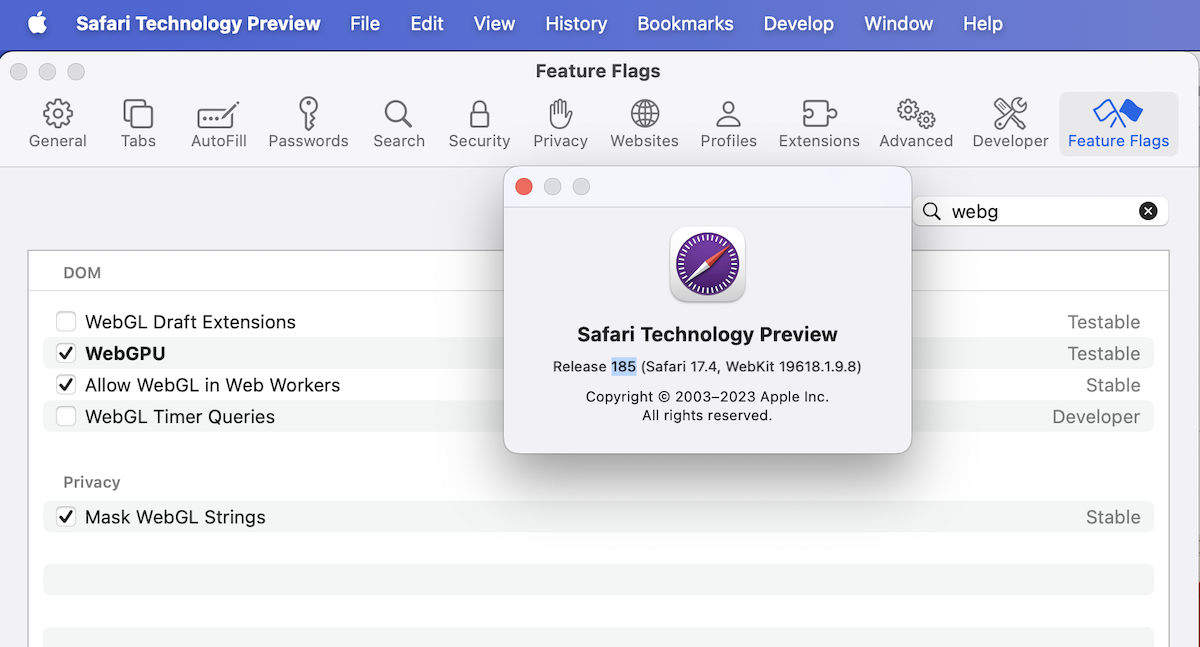 Safari Technology Preview File Edit View History Bookmarks Develop Window Help
Feature Flags
General Tabs AutoFill Passwords Search Security Privacy Websites Profiles Extensions Advanced Developer Feature Flags
webg
DOM
WebGL Draft Extensions Testable
WebGPU Testable
Allow WebGL in Web Workers Stable
WebGL Timer Queries Developer
Privacy
Mask WebGL Strings Stable
Safari Technology Preview
Release 185 (Safari 17.4, WebKit 19618.1.9.8)
Copyright © 2003–2023 Apple Inc.
All rights reserved.